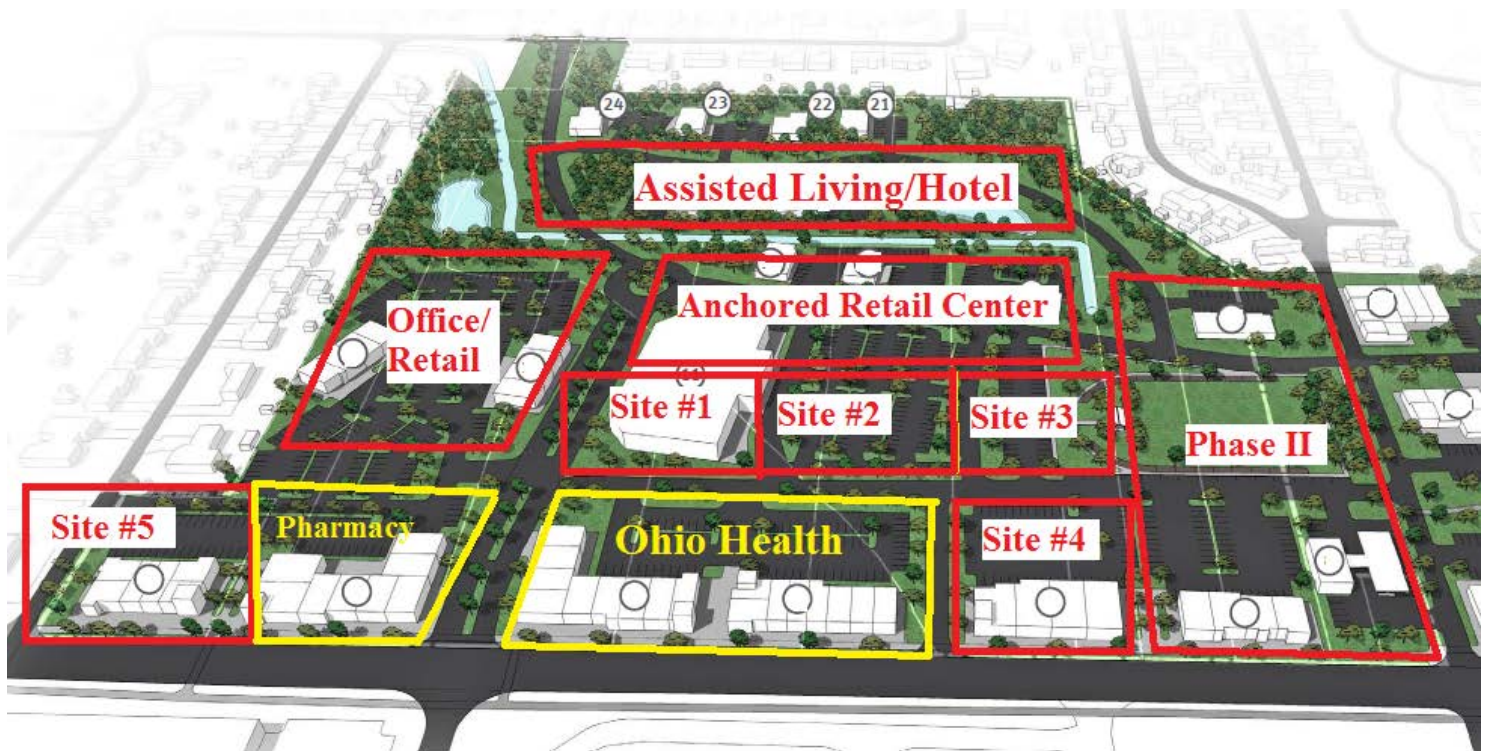 24
23
22
21
Assisted Living/Hotel
Anchored Retail Center
Office/
Retail
Site #1
Site #2
Site #3
Phase II
Site #5
Pharmacy
Ohio Health
Site #4